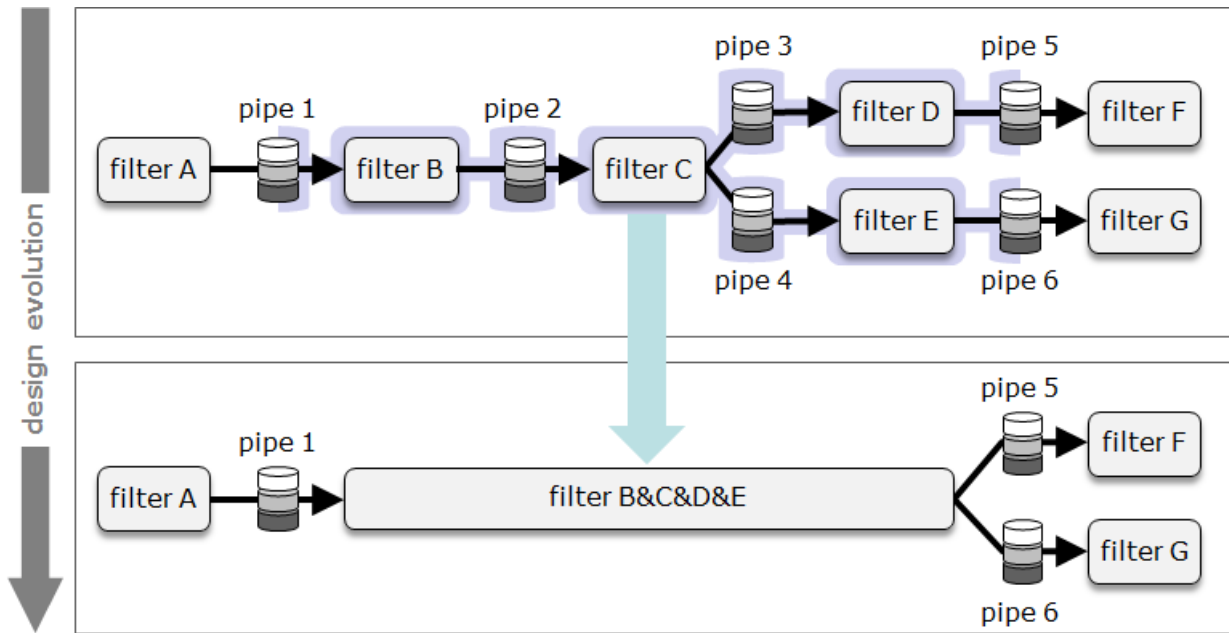 design evolution
pipe 3
pipe 5
pipe 1
pipe 2
filter D
filter F
filter A
filter B
filter C
filter E
filter G
pipe 4
pipe 6
pipe 5
pipe 1
filter F
filter A
filter B&C&D&E
filter G
pipe 6